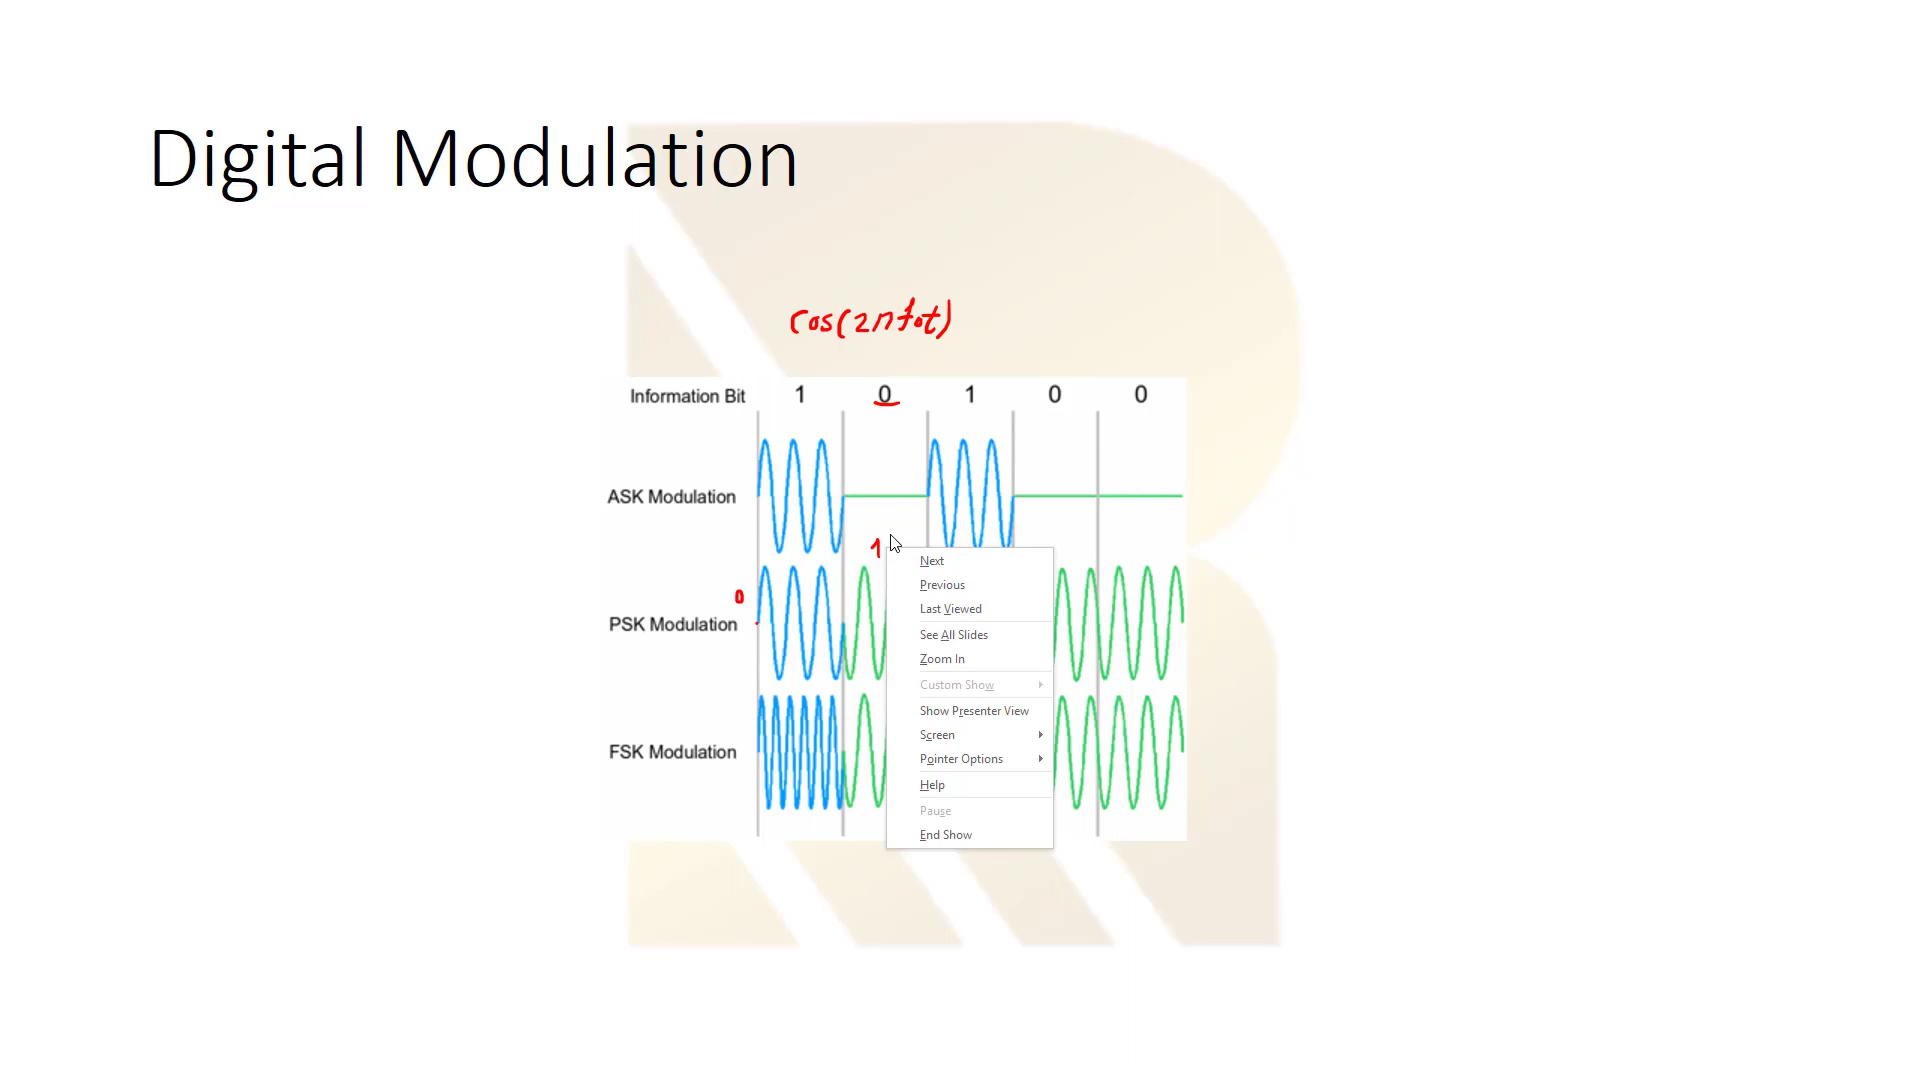 Digital Modulation
cos(2πfot)
Information Bit 1 0 1 0 0
ASK Modulation
1
0
PSK Modulation
FSK Modulation
Next
Previous
Last Viewed
See All Slides
Zoom In
Custom Show
Show Presenter View
Screen
Pointer Options
Help
Pause
End Show